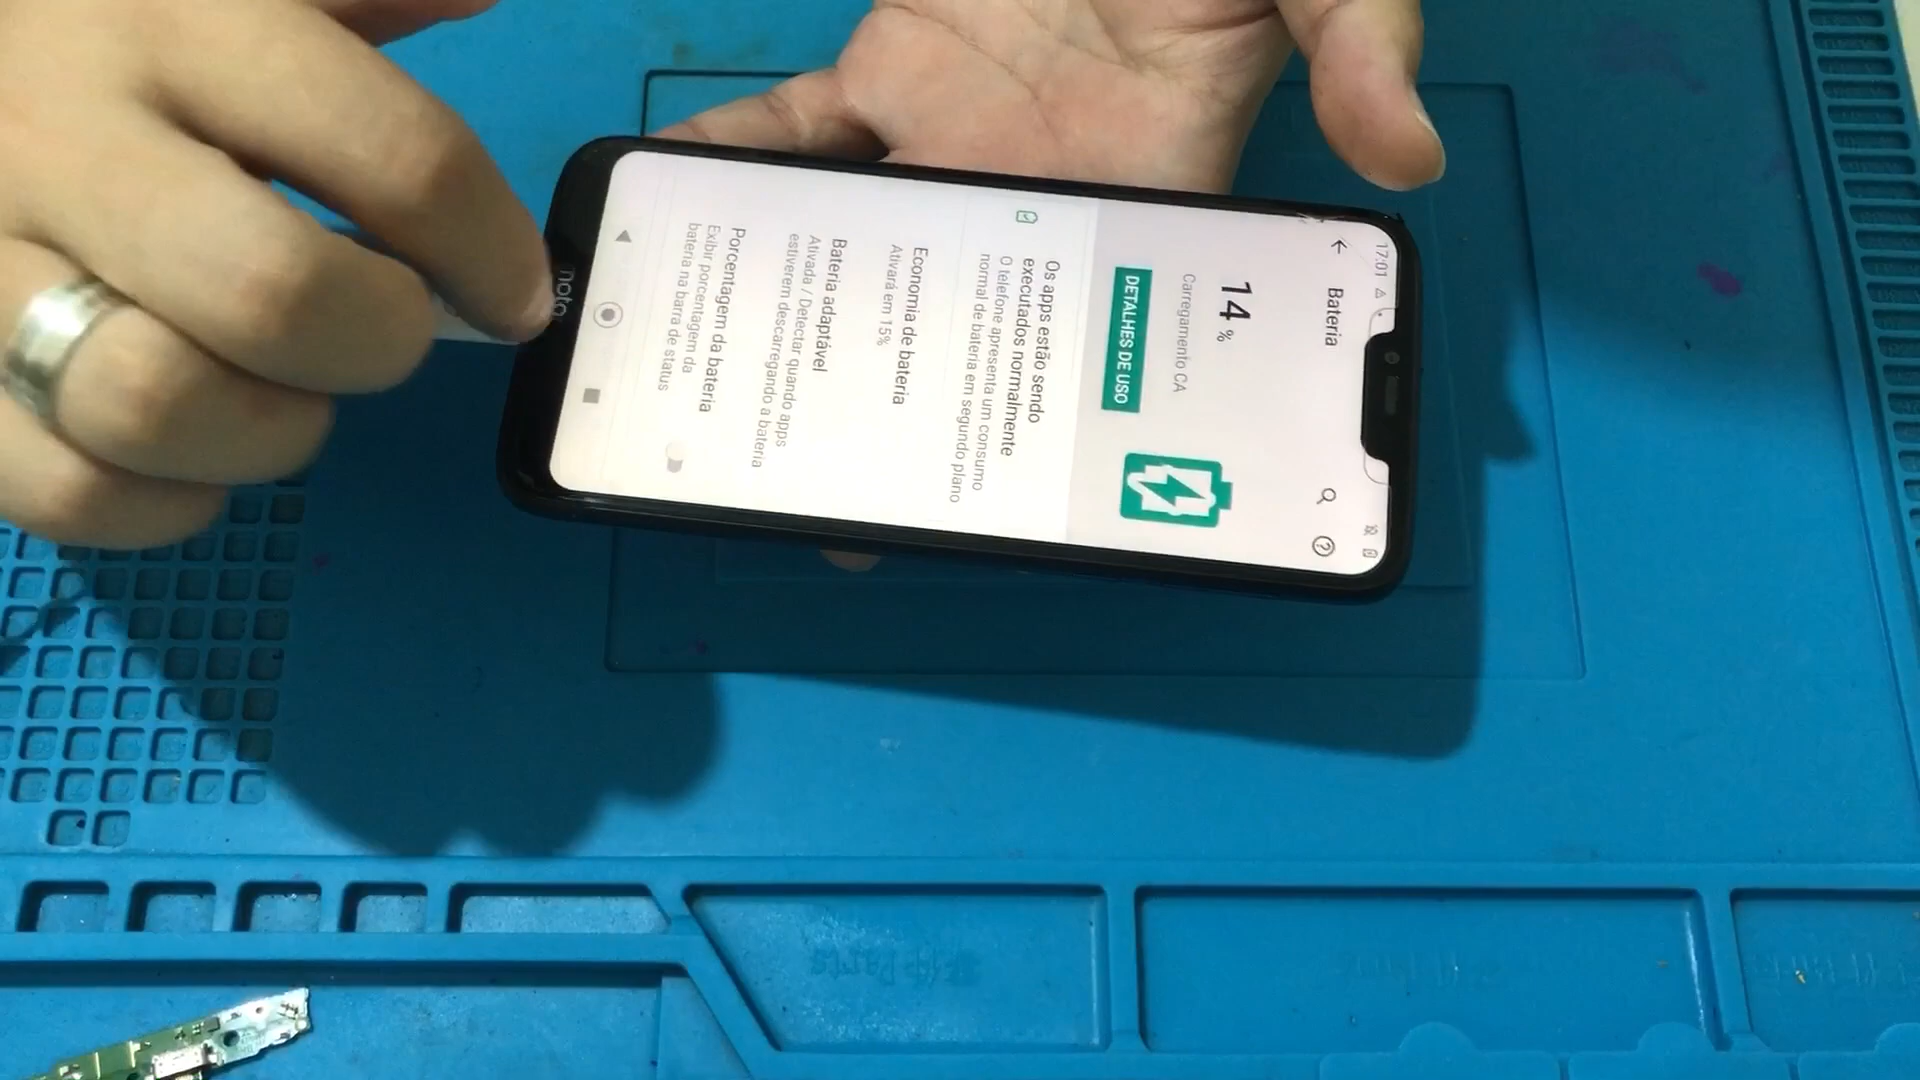 17:01
Bateria
14 %
Carregamento CA
DETALHES DE USO
Os apps estão sendo
executados normalmente
O telefone apresenta um consumo
normal de bateria em segundo plano
Economia de bateria
Ativará em 15%
Bateria adaptável
Ativada / Detectar quando apps
estiverem descarregando a bateria
Porcentagem da bateria
Exibir porcentagem da
bateria na barra de status
moto